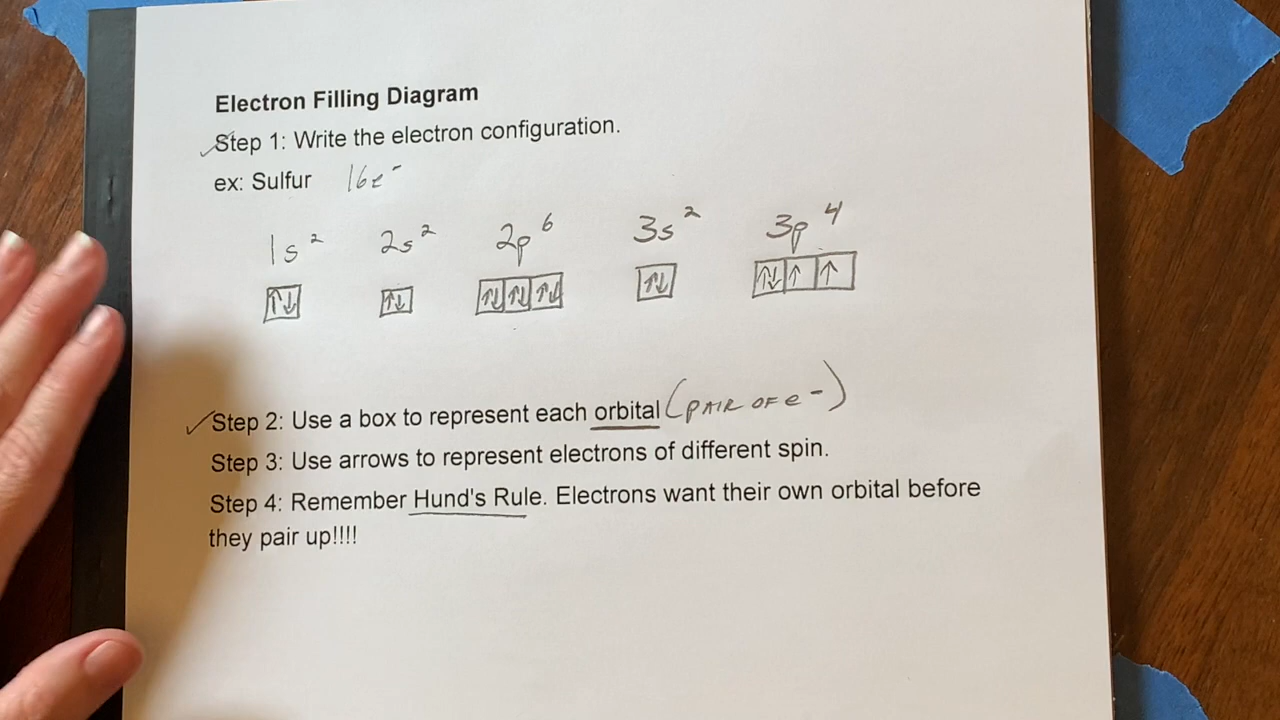 Electron Filling Diagram
Step 1: Write the electron configuration.
ex: Sulfur 16e⁻
1s² 2s² 2p⁶ 3s² 3p⁴
↑↓ ↑↓ ↑↓ ↑↓ ↑↓ ↑↓ ↑↓ ↑ ↑
Step 2: Use a box to represent each orbital (PAIR OF e-)
Step 3: Use arrows to represent electrons of different spin.
Step 4: Remember Hund's Rule. Electrons want their own orbital before
they pair up!!!!